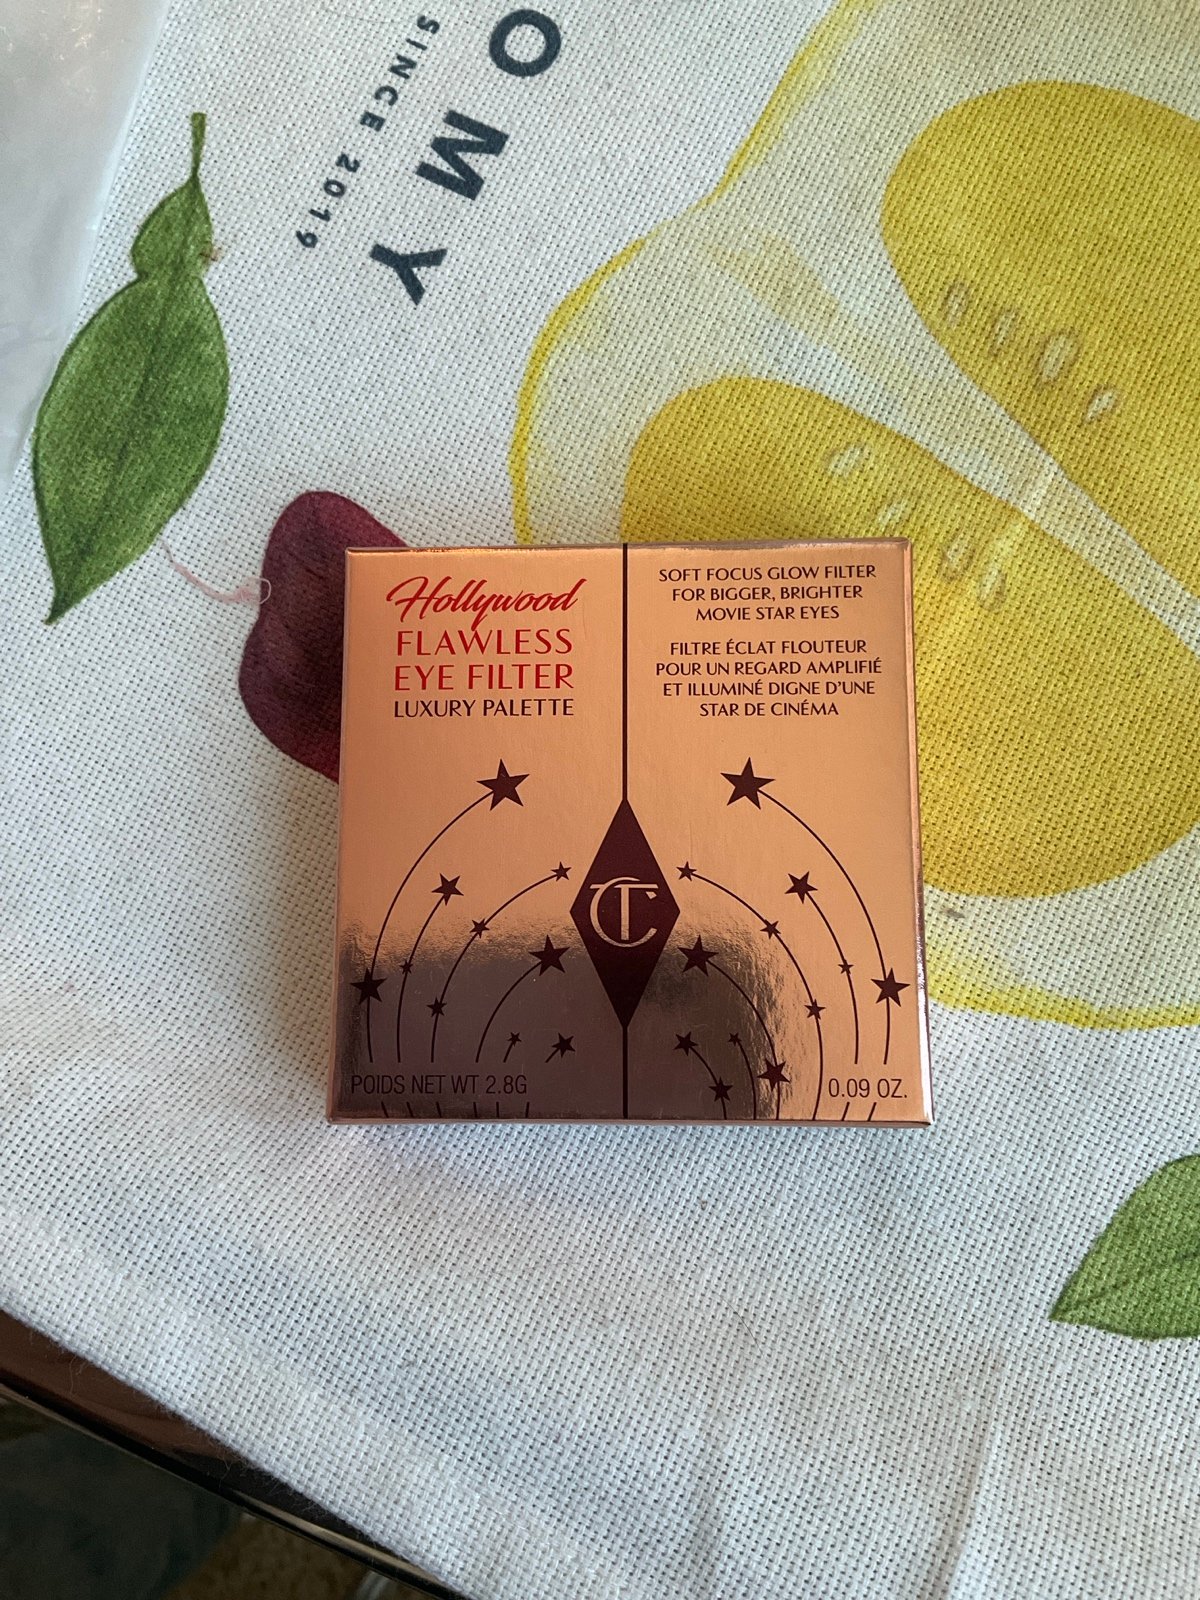 OMY
SINCE 2019
Hollywood
FLAWLESS
EYE FILTER
LUXURY PALETTE
SOFT FOCUS GLOW FILTER
FOR BIGGER, BRIGHTER
MOVIE STAR EYES
FILTRE ÉCLAT FLOUTEUR
POUR UN REGARD AMPLIFIÉ
ET ILLUMINÉ DIGNE D'UNE
STAR DE CINÉMA
CT
POIDS NET WT 2.8G
0.09 OZ.